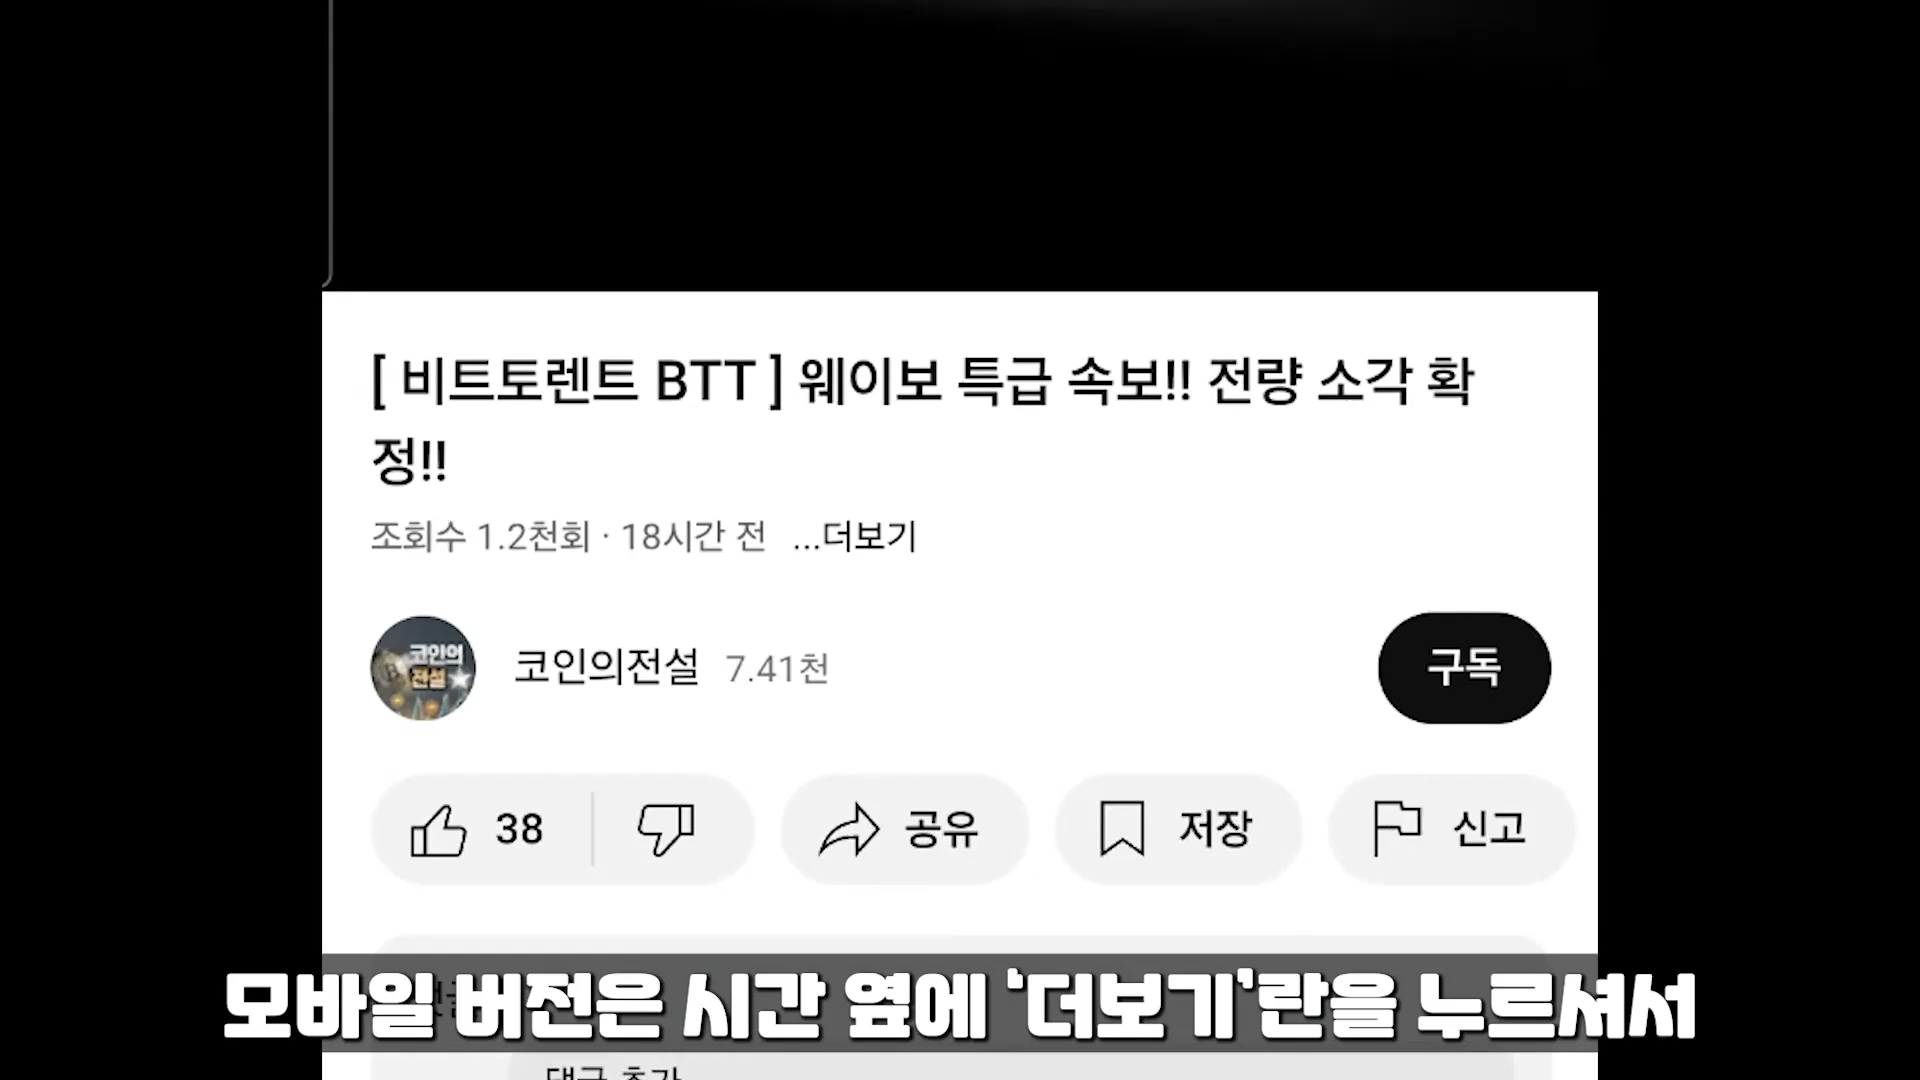 [ 비트토렌트 BTT ] 웨이보 특급 속보!! 전량 소각 확
정!!
조회수 1.2천회 · 18시간 전 ...더보기
코인의
전설
코인의전설 7.41천
구독
38
공유
저장
신고
모바일 버전은 시간 옆에 ‘더보기’란을 누르셔서